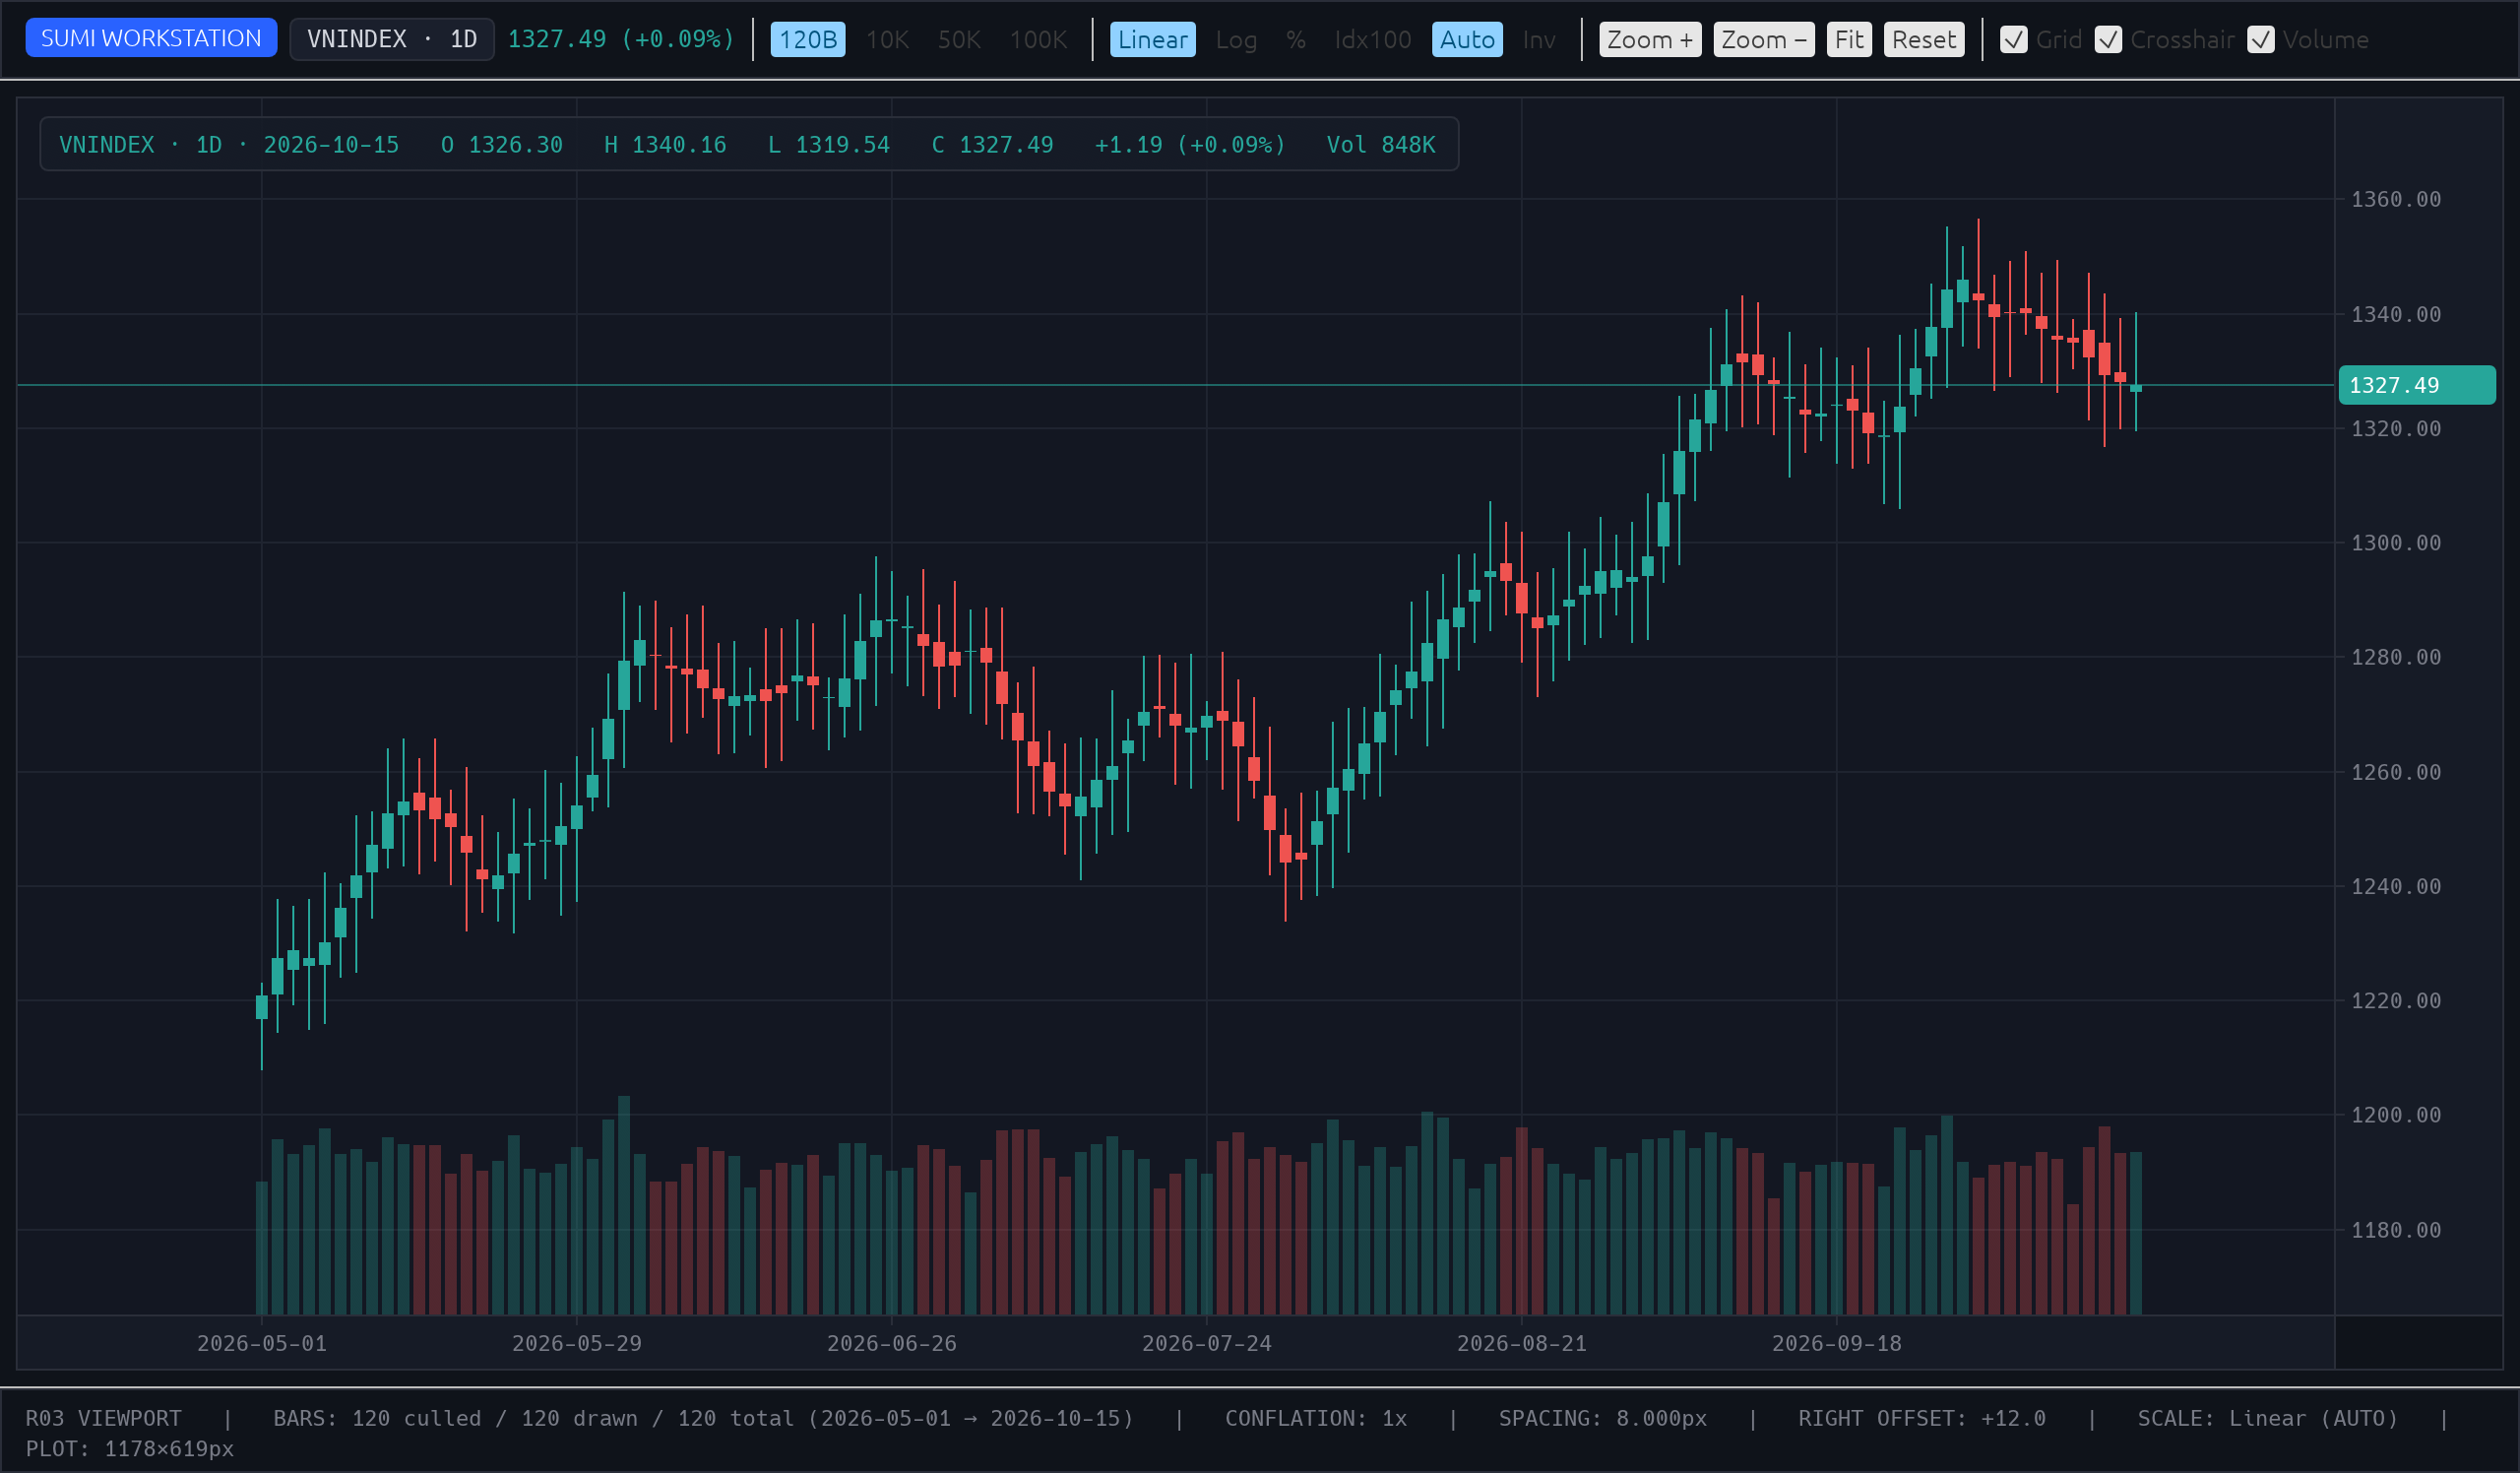 SUMI WORKSTATION VNINDEX · 1D 1327.49 (+0.09%) 120B 10K 50K 100K Linear Log % Idx100 Auto Inv Zoom + Zoom − Fit Reset Grid Crosshair Volume
VNINDEX · 1D · 2026-10-15 O 1326.30 H 1340.16 L 1319.54 C 1327.49 +1.19 (+0.09%) Vol 848K
1360.00
1340.00
1327.49
1320.00
1300.00
1280.00
1260.00
1240.00
1220.00
1200.00
1180.00
2026-05-01 2026-05-29 2026-06-26 2026-07-24 2026-08-21 2026-09-18
R03 VIEWPORT | BARS: 120 culled / 120 drawn / 120 total (2026-05-01 → 2026-10-15) | CONFLATION: 1x | SPACING: 8.000px | RIGHT OFFSET: +12.0 | SCALE: Linear (AUTO) |
PLOT: 1178×619px